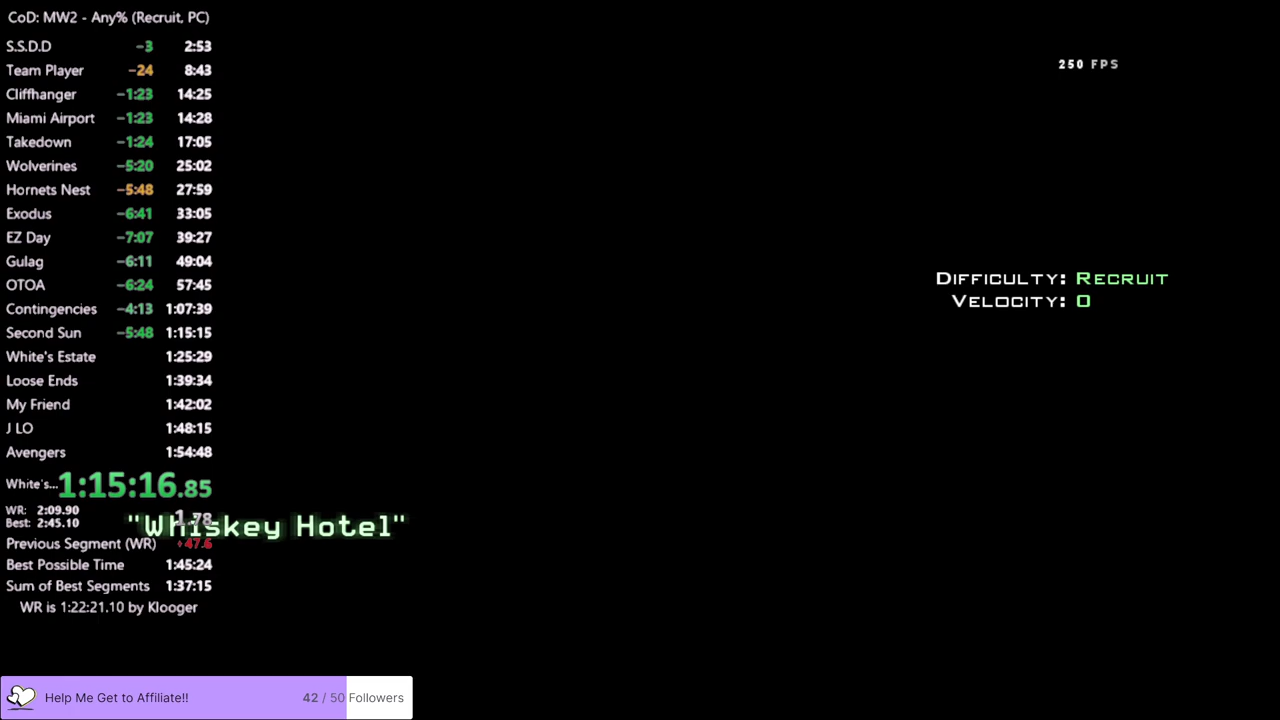 CoD: MW2 - Any% (Recruit, PC)
S.S.D.D -3 2:53
Team Player -24 8:43
Cliffhanger -1:23 14:25
Miami Airport -1:23 14:28
Takedown -1:24 17:05
Wolverines -5:20 25:02
Hornets Nest -5:48 27:59
Exodus -6:41 33:05
EZ Day -7:07 39:27
Gulag -6:11 49:04
OTOA -6:24 57:45
Contingencies -4:13 1:07:39
Second Sun -5:48 1:15:15
White's Estate 1:25:29
Loose Ends 1:39:34
My Friend 1:42:02
J LO 1:48:15
Avengers 1:54:48
White's... 1:15:16.85
WR: 2:09.90
Best: 2:45.10 1.78
"Whiskey Hotel"
Previous Segment (WR) +47.6
Best Possible Time 1:45:24
Sum of Best Segments 1:37:15
WR is 1:22:21.10 by Klooger
Help Me Get to Affiliate!! 42 / 50 Followers
250 FPS
Difficulty: Recruit
Velocity: 0